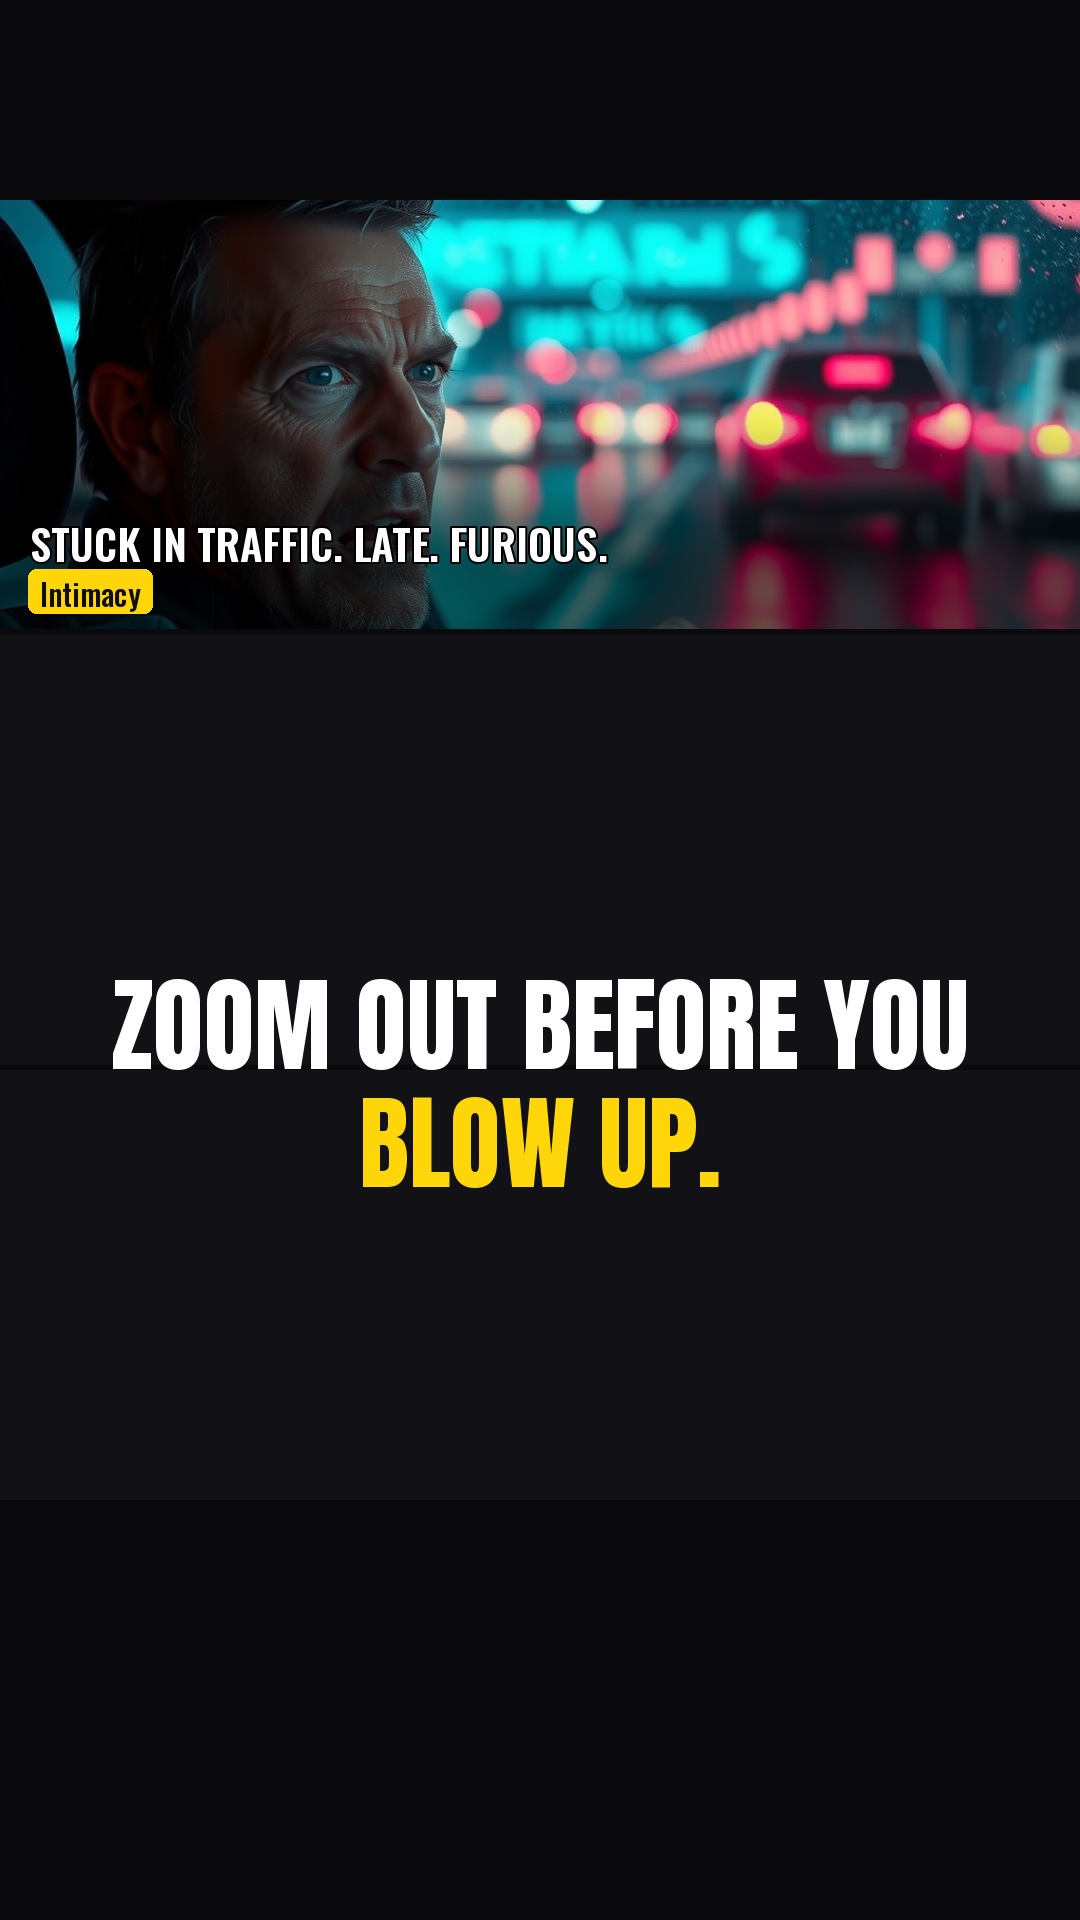 STUCK IN TRAFFIC. LATE. FURIOUS.
Intimacy
ZOOM OUT BEFORE YOU
BLOW UP.